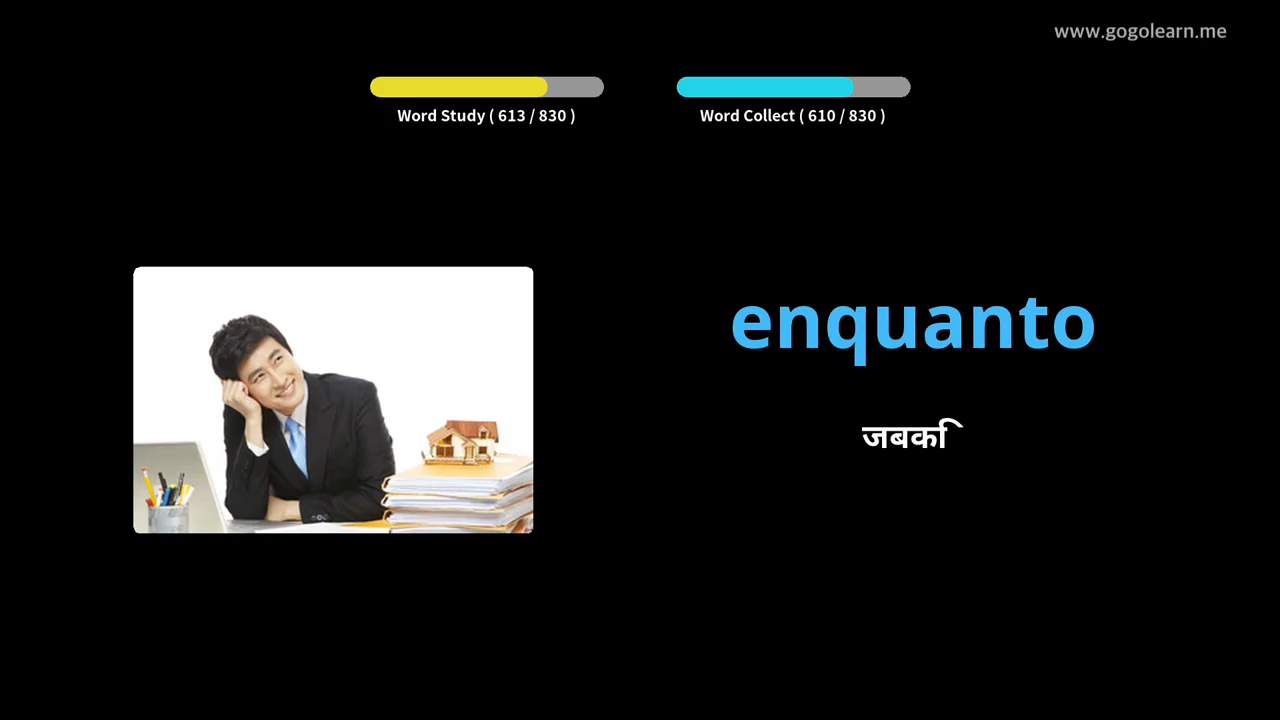 www.gogolearn.me
Word Study ( 613 / 830 )
Word Collect ( 610 / 830 )
enquanto
जबकि